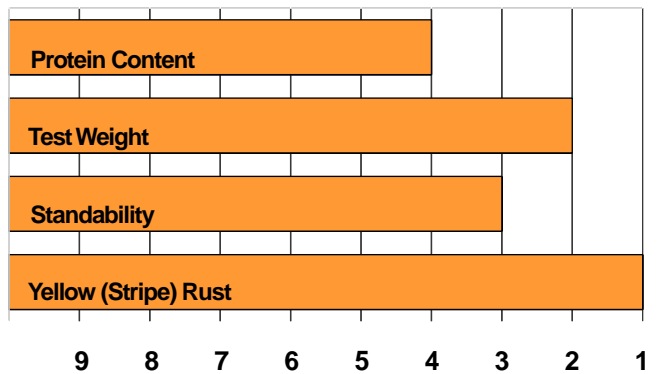 Protein Content
Test Weight
Standability
Yellow (Stripe) Rust
9 8 7 6 5 4 3 2 1